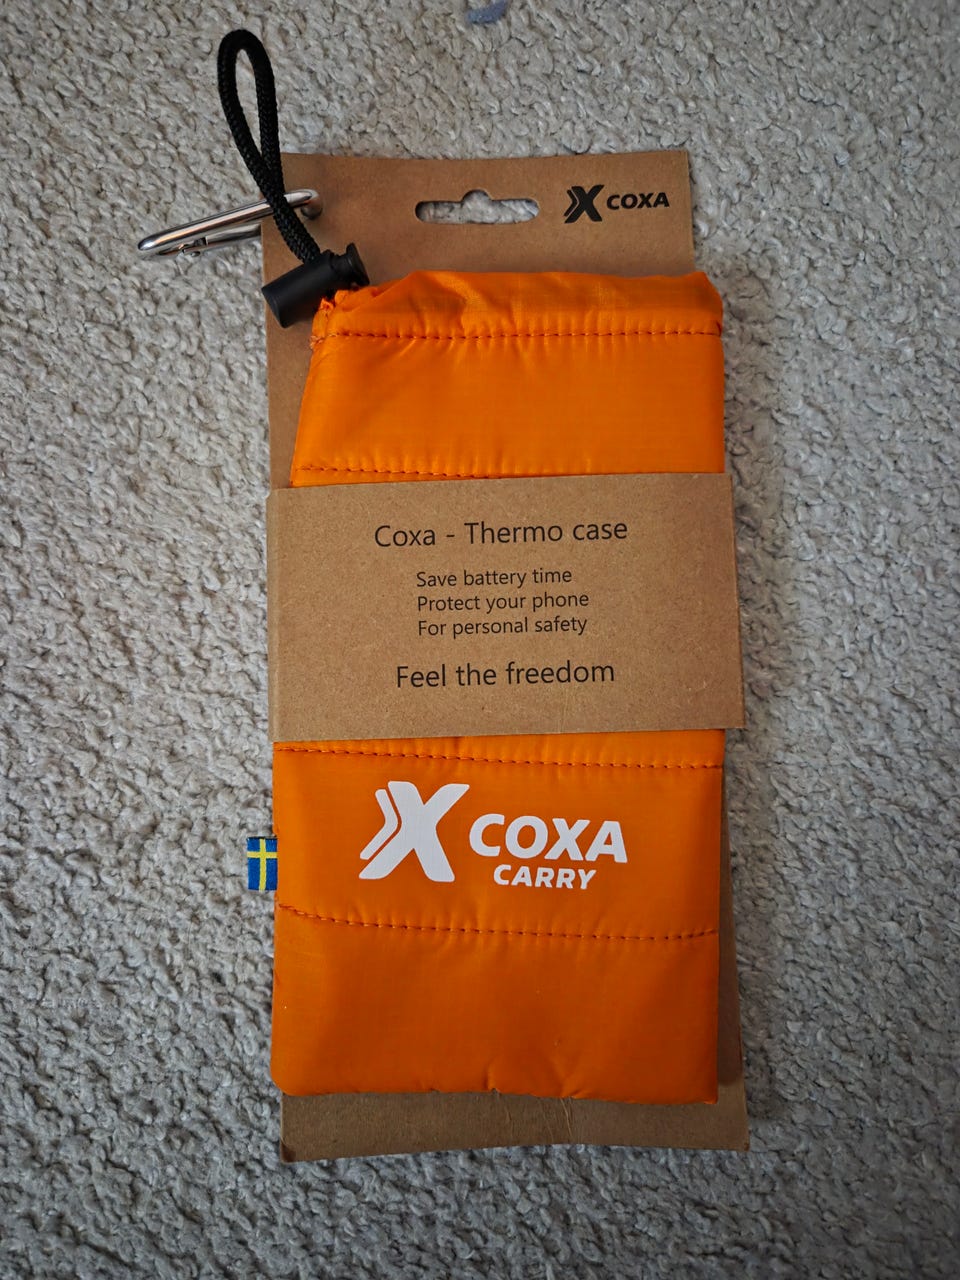 COXA
Coxa - Thermo case
Save battery time
Protect your phone
For personal safety
Feel the freedom
COXA
CARRY